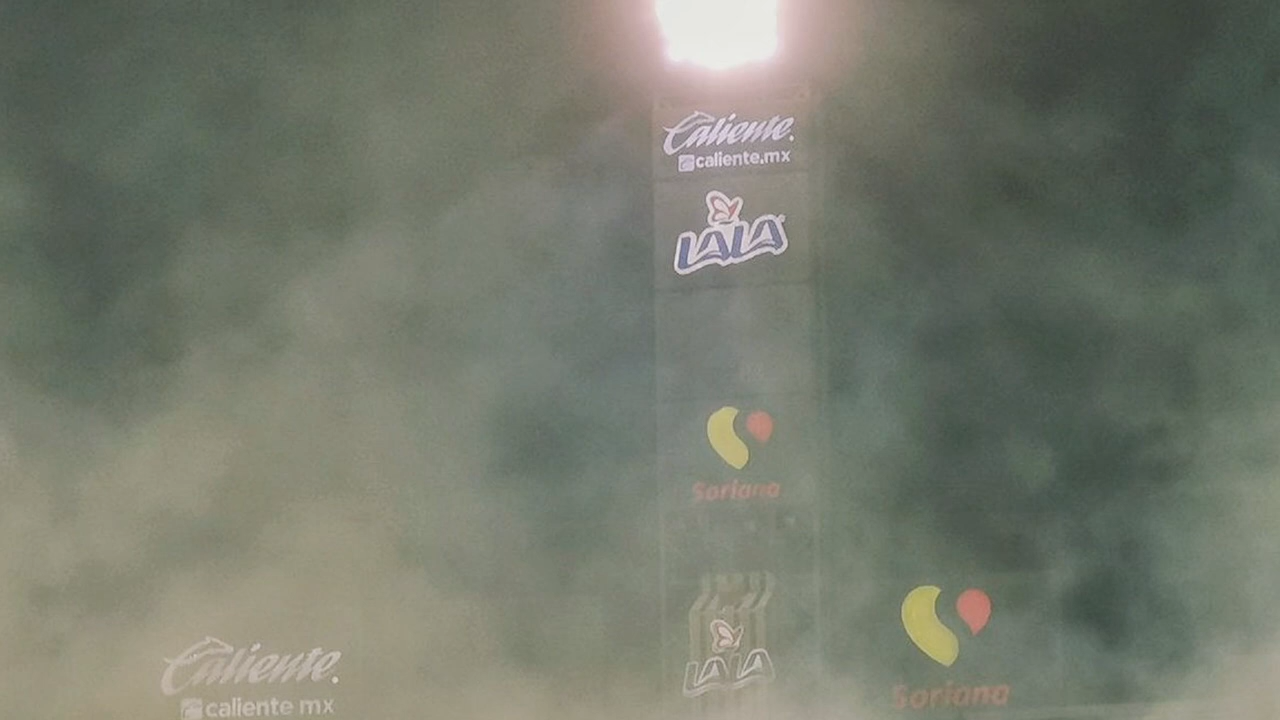 Caliente.
caliente.mx
LALA
Soriana
LALA
Caliente.
caliente mx
Soriana